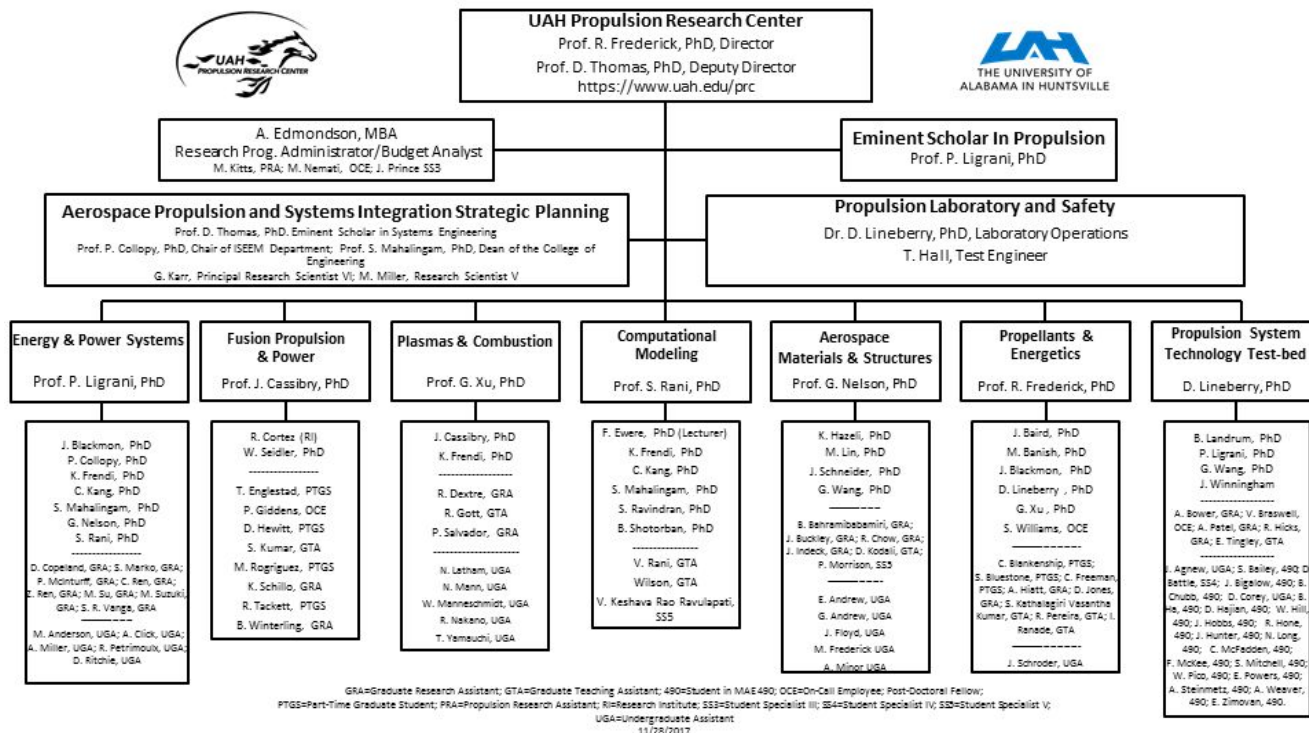 UAH
PROPULSION RESEARCH CENTER
UAH Propulsion Research Center
Prof. R. Frederick, PhD, Director
Prof. D. Thomas, PhD, Deputy Director
https://www.uah.edu/prc
UAH
THE UNIVERSITY OF
ALABAMA IN HUNTSVILLE
A. Edmondson, MBA
Research Prog. Administrator/Budget Analyst
M. Kitts, PRA; M. Nemati, OCE; J. Prince SS3
Eminent Scholar In Propulsion
Prof. P. Ligrani, PhD
Aerospace Propulsion and Systems Integration Strategic Planning
Prof. D. Thomas, PhD. Eminent Scholar in Systems Engineering
Prof. P. Collopy, PhD, Chair of ISEEM Department; Prof. S. Mahalingam, PhD, Dean of the College of
Engineering
G. Karr, Principal Research Scientist VI; M. Miller, Research Scientist V
Propulsion Laboratory and Safety
Dr. D. Lineberry, PhD, Laboratory Operations
T. Hall, Test Engineer
Energy & Power Systems
Prof. P. Ligrani, PhD
J. Blackmon, PhD
P. Collopy, PhD
K. Frendi, PhD
C. Kang, PhD
S. Mahalingam, PhD
G. Nelson, PhD
S. Rani, PhD
------------------
D. Copeland, GRA; S. Marko, GRA;
P. McInturff, GRA; C. Ren, GRA;
Z. Ren, GRA; M. Su, GRA; M. Suzuki,
GRA; S. R. Vanga, GRA
----------
M. Anderson, UGA; A. Click, UGA;
A. Miller, UGA; R. Petrimoulx, UGA;
D. Ritchie, UGA
Fusion Propulsion
& Power
Prof. J. Cassibry, PhD
R. Cortez (RI)
W. Seidler, PhD
------------------
T. Englestad, PTGS
P. Giddens, OCE
D. Hewitt, PTGS
S. Kumar, GTA
M. Rogriguez, PTGS
K. Schillo, GRA
R. Tackett, PTGS
B. Winterling, GRA
Plasmas & Combustion
Prof. G. Xu, PhD
J. Cassibry, PhD
K. Frendi, PhD
-------------------
R. Dextre, GRA
R. Gott, GTA
P. Salvador, GRA
----------------------
N. Latham, UGA
N. Mann, UGA
W. Manneschmidt, UGA
R. Nakano, UGA
T. Yamauchi, UGA
Computational
Modeling
Prof. S. Rani, PhD
F. Ewere, PhD (Lecturer)
K. Frendi, PhD
C. Kang, PhD
S. Mahalingam, PhD
S. Ravindran, PhD
B. Shotorban, PhD
-----------------
V. Rani, GTA
Wilson, GTA
V. Keshava Rao Ravulapati,
SS5
Aerospace
Materials & Structures
Prof. G. Nelson, PhD
K. Hazeli, PhD
M. Lin, PhD
J. Schneider, PhD
G. Wang, PhD
----------
B. Bahramibabamiri, GRA;
J. Buckley, GRA; R. Chow, GRA;
J. Indeck, GRA; D. Kodali, GTA;
P. Morrison, SS5
----------
E. Andrew, UGA
G. Andrew, UGA
J. Floyd, UGA
M. Frederick UGA
A. Minor UGA
Propellants &
Energetics
Prof. R. Frederick, PhD
J. Baird, PhD
M. Banish, PhD
J. Blackmon, PhD
D. Lineberry , PhD
G. Xu , PhD
S. Williams, OCE
-------------
C. Blankenship, PTGS;
S. Bluestone, PTGS; C. Freeman,
PTGS; A. Hiatt, GRA; D. Jones,
GRA; S. Kathalagiri Vasantha
Kumar, GTA; R. Pereira, GTA; I.
Ranade, GTA
-------------
J. Schroder, UGA
Propulsion System
Technology Test-bed
D. Lineberry, PhD
B. Landrum, PhD
P. Ligrani, PhD
G. Wang, PhD
J. Winningham
-------------------
A. Bower, GRA; V. Braswell,
OCE; A. Patel, GRA; R. Hicks,
GRA; E. Tingley, GTA
-------------------
J. Agnew, UGA; S. Bailey, 490; D.
Battle, SS4; J. Bigalow, 490; B.
Chubb, 490; D. Corey, UGA; B.
Ha, 490; D. Hajian, 490; W. Hill,
490; J. Hobbs, 490; R. Hone,
490; J. Hunter, 490; N. Long,
490; C. McFadden, 490;
F. McKee, 490; S. Mitchell, 490;
W. Pico, 490; E. Powers, 490;
A. Steinmetz, 490; A. Weaver,
490; E. Zimovan, 490.
GRA=Graduate Research Assistant; GTA=Graduate Teaching Assistant; 490=Student in MAE490; OCE=On-Call Employee; Post-Doctoral Fellow;
PTGS=Part-Time Graduate Student; PRA=Propulsion Research Assistant; RI=Research Institute; SS3=Student Specialist III; SS4=Student Specialist IV; SS5=Student Specialist V;
UGA=Undergraduate Assistant
11/28/2017